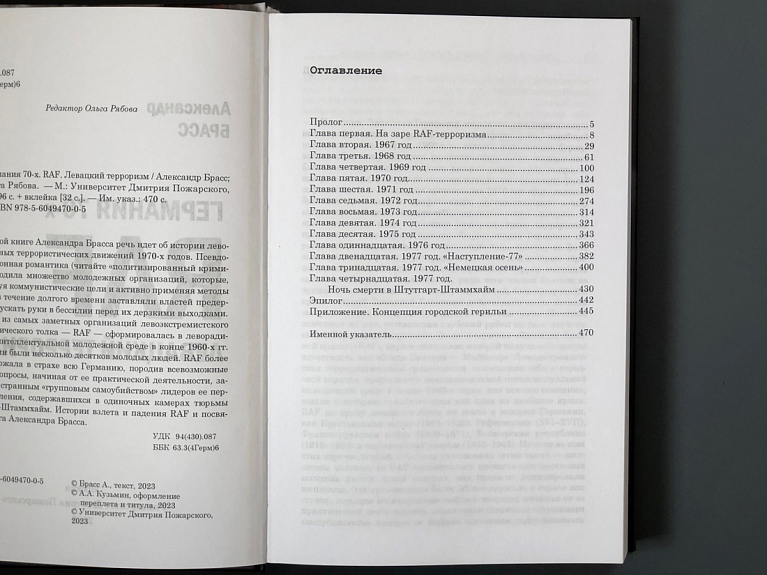 .087
ерм)6
Редактор Ольга Рябова
мания 70-х. RAF. Левацкий терроризм / Александр Брасс;
га Рябова. — М.: Университет Дмитрия Пожарского,
96 с. + вклейка [32 с.]. — Им. указ.: 470 с.
BN 978-5-6049470-0-5
ой книге Александра Брасса речь идет об истории лево-
ных террористических движений 1970-х годов. Псевдо-
онная романтика (читайте «политизированный крими-
одила множество молодежных организаций, которые,
уя коммунистические цели и активно применяя методы
в течение долгого времени заставляли властей предер-
ускать руки в бессилии перед их дерзкими выходками.
из самых заметных организаций левоэкстремистского
ического толка — RAF — сформировалась в леворади-
нтеллектуальной молодежной среде в конце 1960-х гг.
ли были несколько десятков молодых людей. RAF более
ржала в страхе всю Германию, породив всевозможные
опросы, начиная от ее практической деятельности, за-
странным «групповым самоубийством» лидеров ее пер-
ления, содержавшихся в одиночных камерах тюрьмы
-Штаммхайм. Истории взлета и падения RAF и посвя-
га Александра Брасса.
УДК 94(430).087
ББК 63.3(4Герм)6
-6049470-0-5
© Брасс А., текст, 2023
© А.А. Кузьмин, оформление
переплета и титула, 2023
© Университет Дмитрия Пожарского,
2023
Оглавление
Пролог 5
Глава первая. На заре RAF-терроризма 8
Глава вторая. 1967 год 29
Глава третья. 1968 год 61
Глава четвертая. 1969 год 100
Глава пятая. 1970 год 124
Глава шестая. 1971 год 196
Глава седьмая. 1972 год 274
Глава восьмая. 1973 год 314
Глава девятая. 1974 год 321
Глава десятая. 1975 год 343
Глава одиннадцатая. 1976 год 366
Глава двенадцатая. 1977 год. «Наступление-77» 382
Глава тринадцатая. 1977 год. «Немецкая осень» 400
Глава четырнадцатая. 1977 год.
Ночь смерти в Штутгарт-Штаммхайм 430
Эпилог 442
Приложение. Концепция городской герильи 445
Именной указатель 470